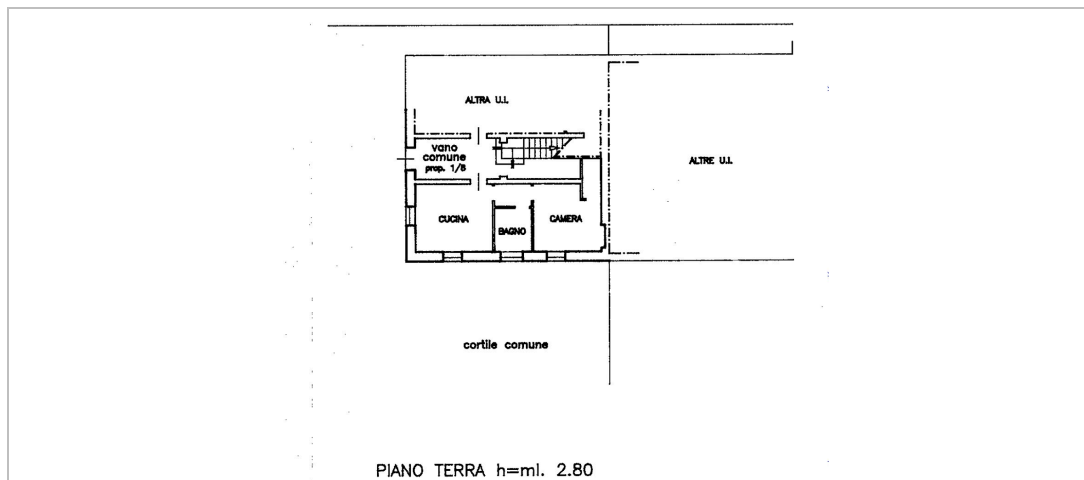 ALTRA U.I.
vano
comune
prop. 1/8
ALTRE U.I.
CUCINA
BAGNO
CAMERA
cortile comune
PIANO TERRA h=ml. 2.80